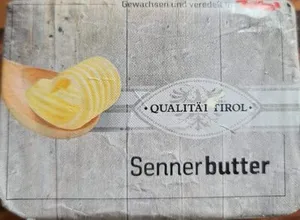 Gewachsen und veredelt
· QUALITÄT TIROL ·
Sennerbutter